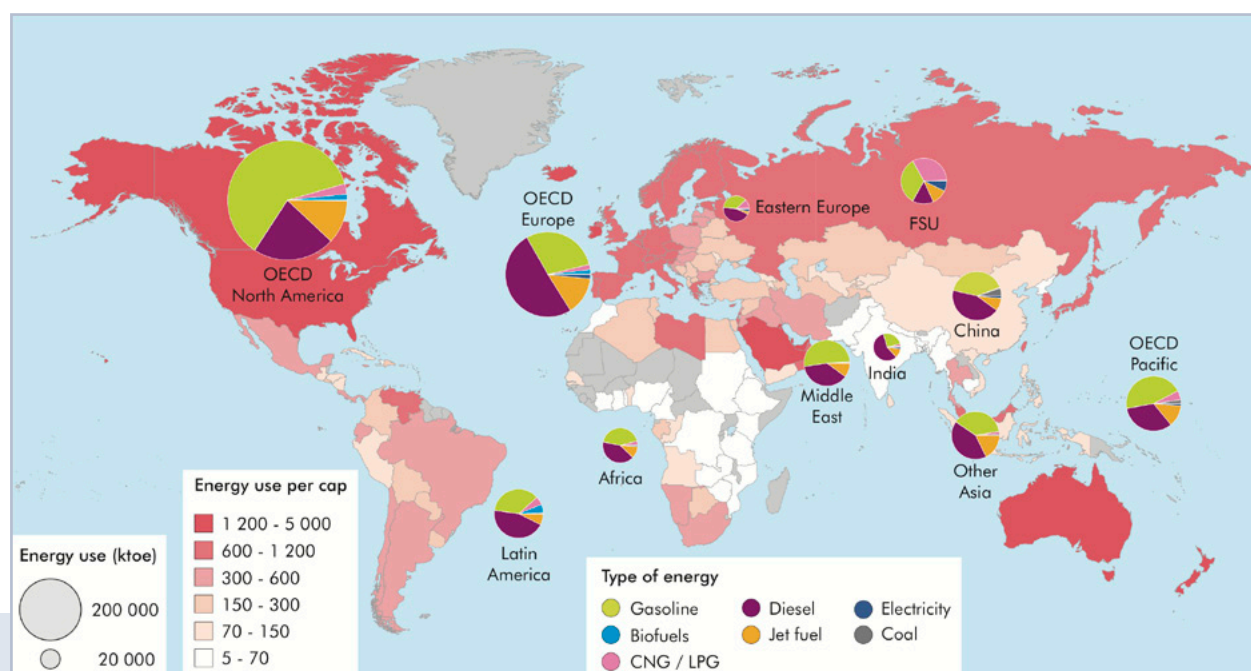 OECD
North America
OECD
Europe
Eastern Europe
FSU
China
India
Middle
East
OECD
Pacific
Other
Asia
Africa
Latin
America
Energy use (ktoe)
200 000
20 000
Energy use per cap
1 200 - 5 000
600 - 1 200
300 - 600
150 - 300
70 - 150
5 - 70
Type of energy
Gasoline
Diesel
Electricity
Biofuels
Jet fuel
Coal
CNG / LPG